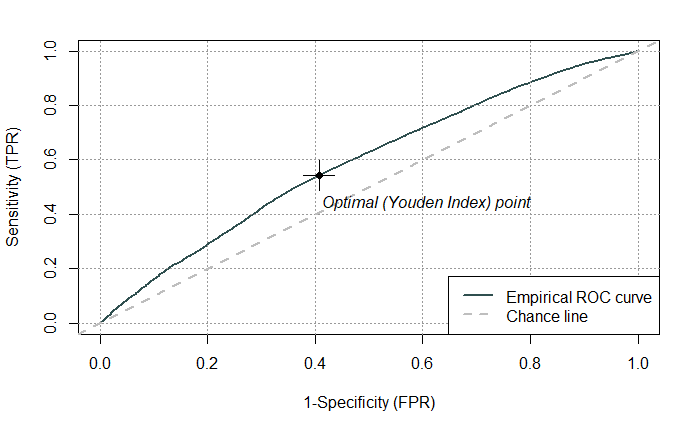 1.0
0.8
0.6
0.4
0.2
0.0
Sensitivity (TPR)
Optimal (Youden Index) point
Empirical ROC curve
Chance line
0.0 0.2 0.4 0.6 0.8 1.0
1-Specificity (FPR)